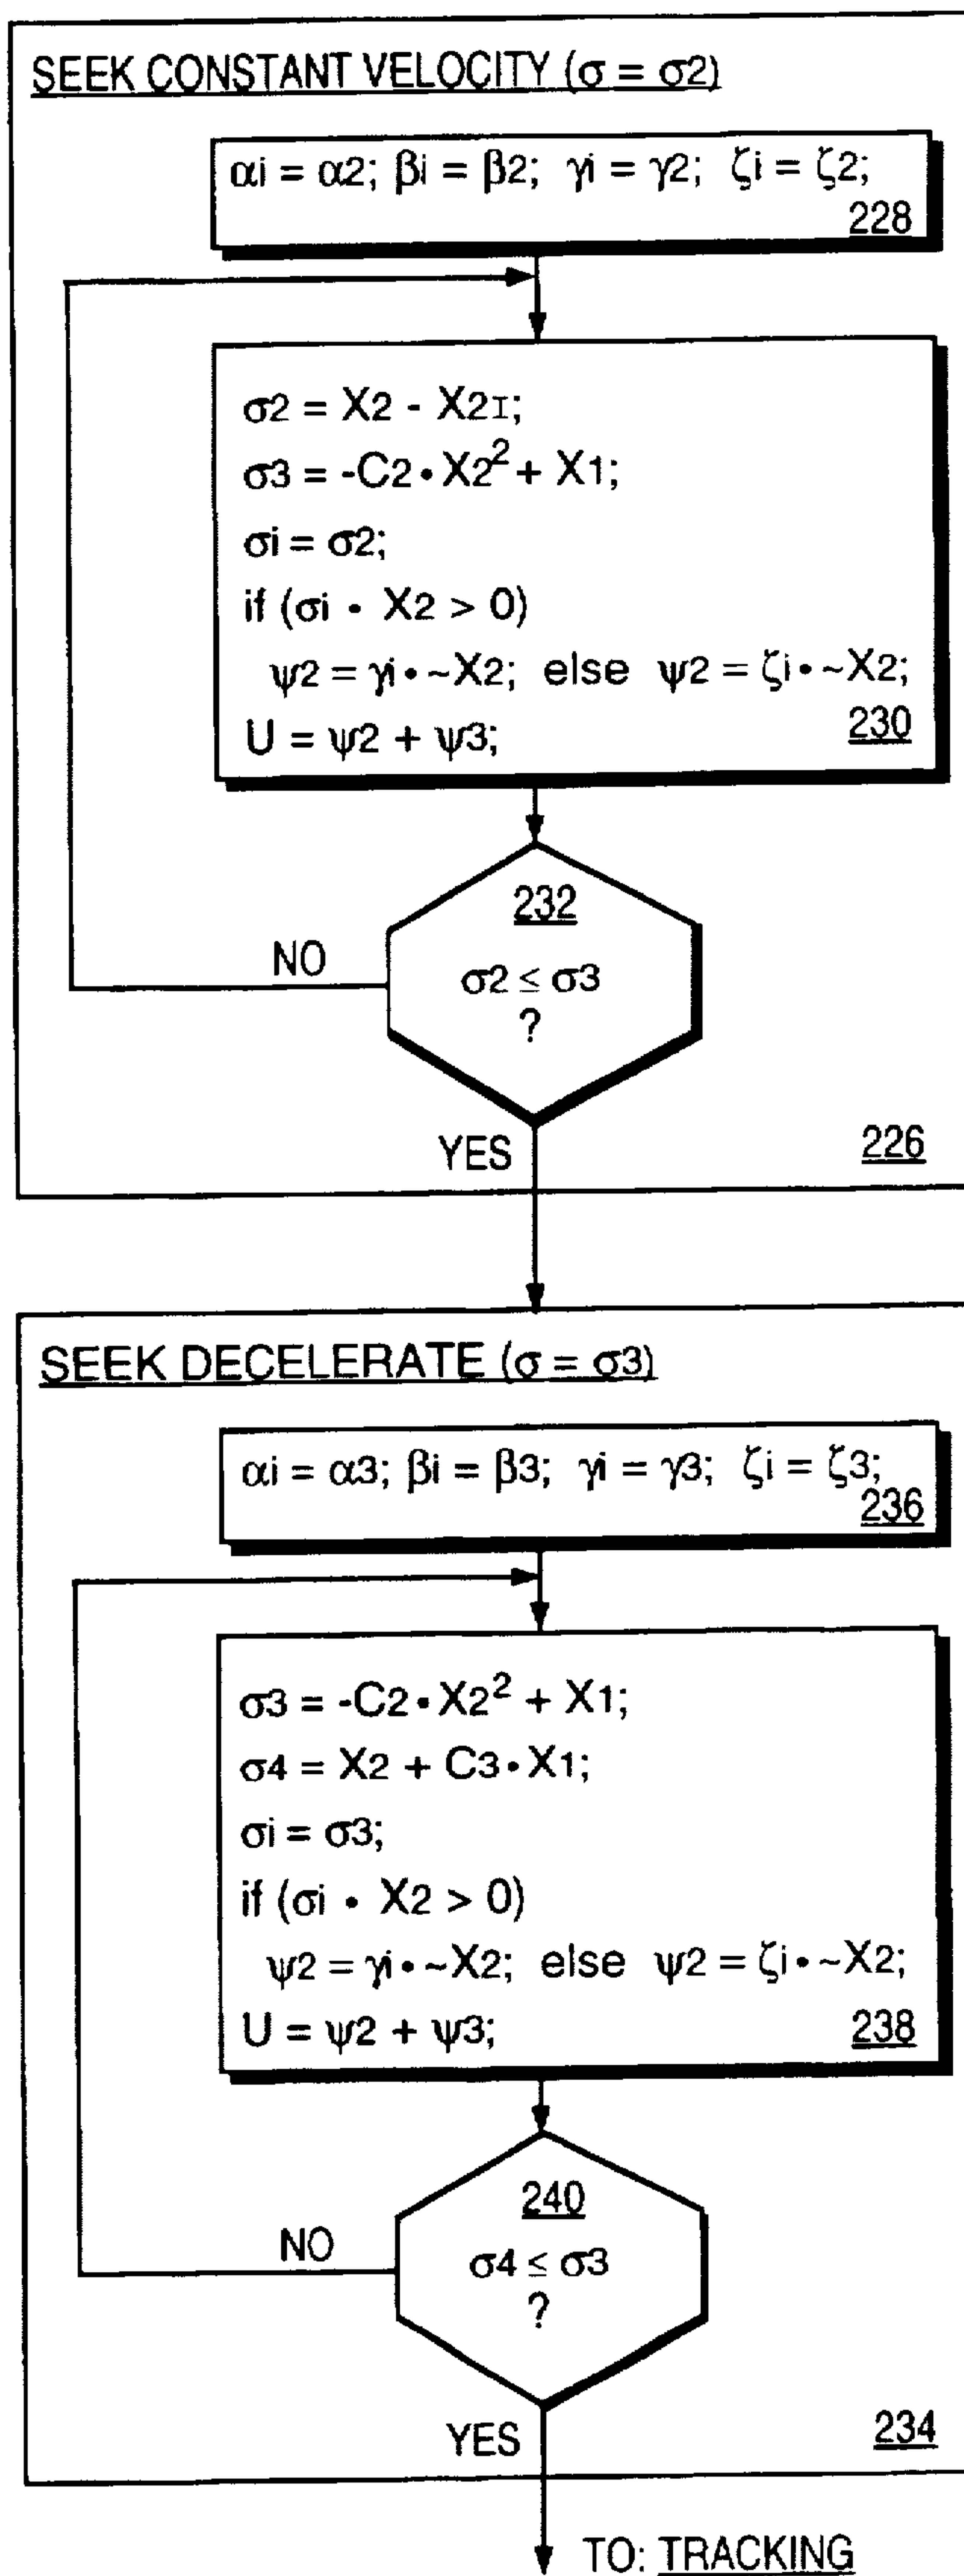 SEEK CONSTANT VELOCITY (σ = σ2)
αi = α2; βi = β2; γi = γ2; ζi = ζ2;
228
σ2 = X2 - X2I;
σ3 = -C2 • X2² + X1;
σi = σ2;
if (σi • X2 > 0)
ψ2 = γi • ~X2; else ψ2 = ζi • ~X2;
U = ψ2 + ψ3;
230
232
σ2 ≤ σ3
?
NO
YES
226
SEEK DECELERATE (σ = σ3)
αi = α3; βi = β3; γi = γ3; ζi = ζ3;
236
σ3 = -C2 • X2² + X1;
σ4 = X2 + C3 • X1;
σi = σ3;
if (σi • X2 > 0)
ψ2 = γi • ~X2; else ψ2 = ζi • ~X2;
U = ψ2 + ψ3;
238
240
σ4 ≤ σ3
?
NO
YES
234
TO: TRACKING